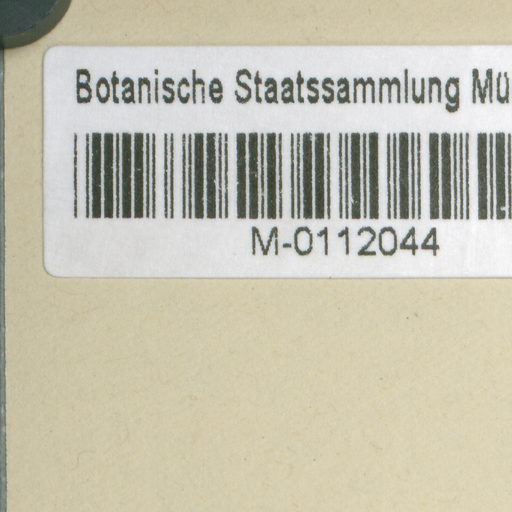 Botanische Staatssammlung Mü
M-0112044